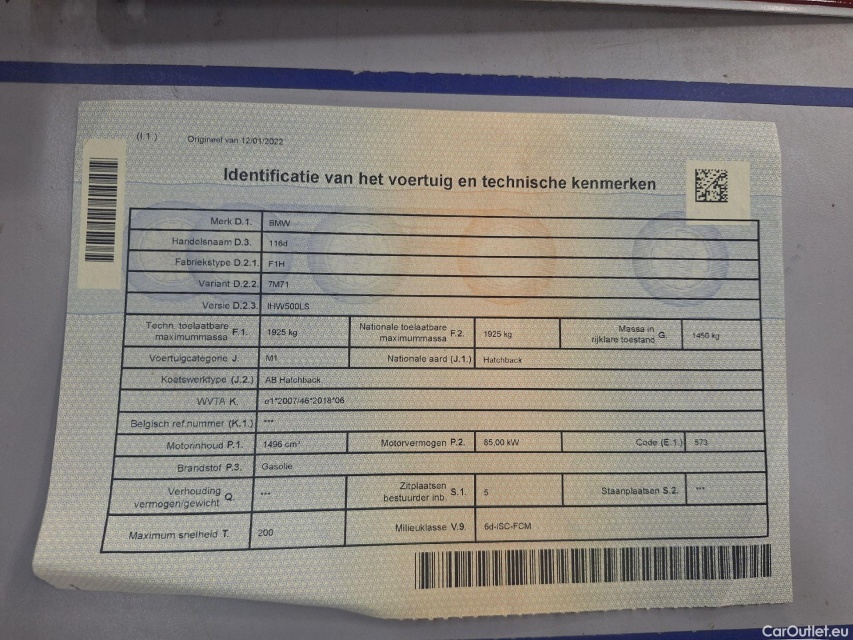 (I.1.) Origineel van 12/01/2022
Identificatie van het voertuig en technische kenmerken
Merk D.1. BMW
Handelsnaam D.3. 116d
Fabriekstype D.2.1. F1H
Variant D.2.2. 7M71
Versie D.2.3. IHW500LS
Techn. toelaatbare maximummassa F.1. 1925 kg Nationale toelaatbare maximummassa F.2. 1925 kg Massa in rijklare toestand G. 1450 kg
Voertuigcategorie J. M1 Nationale aard (J.1.) Hatchback
Koetswerktype (J.2.) AB Hatchback
WVTA K. e1*2007/46*2018*06
Belgisch ref.nummer (K.1.) ***
Motorinhoud P.1. 1496 cm³ Motorvermogen P.2. 85,00 kW Code (E.1.) 573
Brandstof P.3. Gasolie
Verhouding vermogen/gewicht Q. *** Zitplaatsen bestuurder inb. S.1. 5 Staanplaatsen S.2. ***
Maximum snelheid T. 200 Milieuklasse V.9. 6d-ISC-FCM
CarOutlet.eu